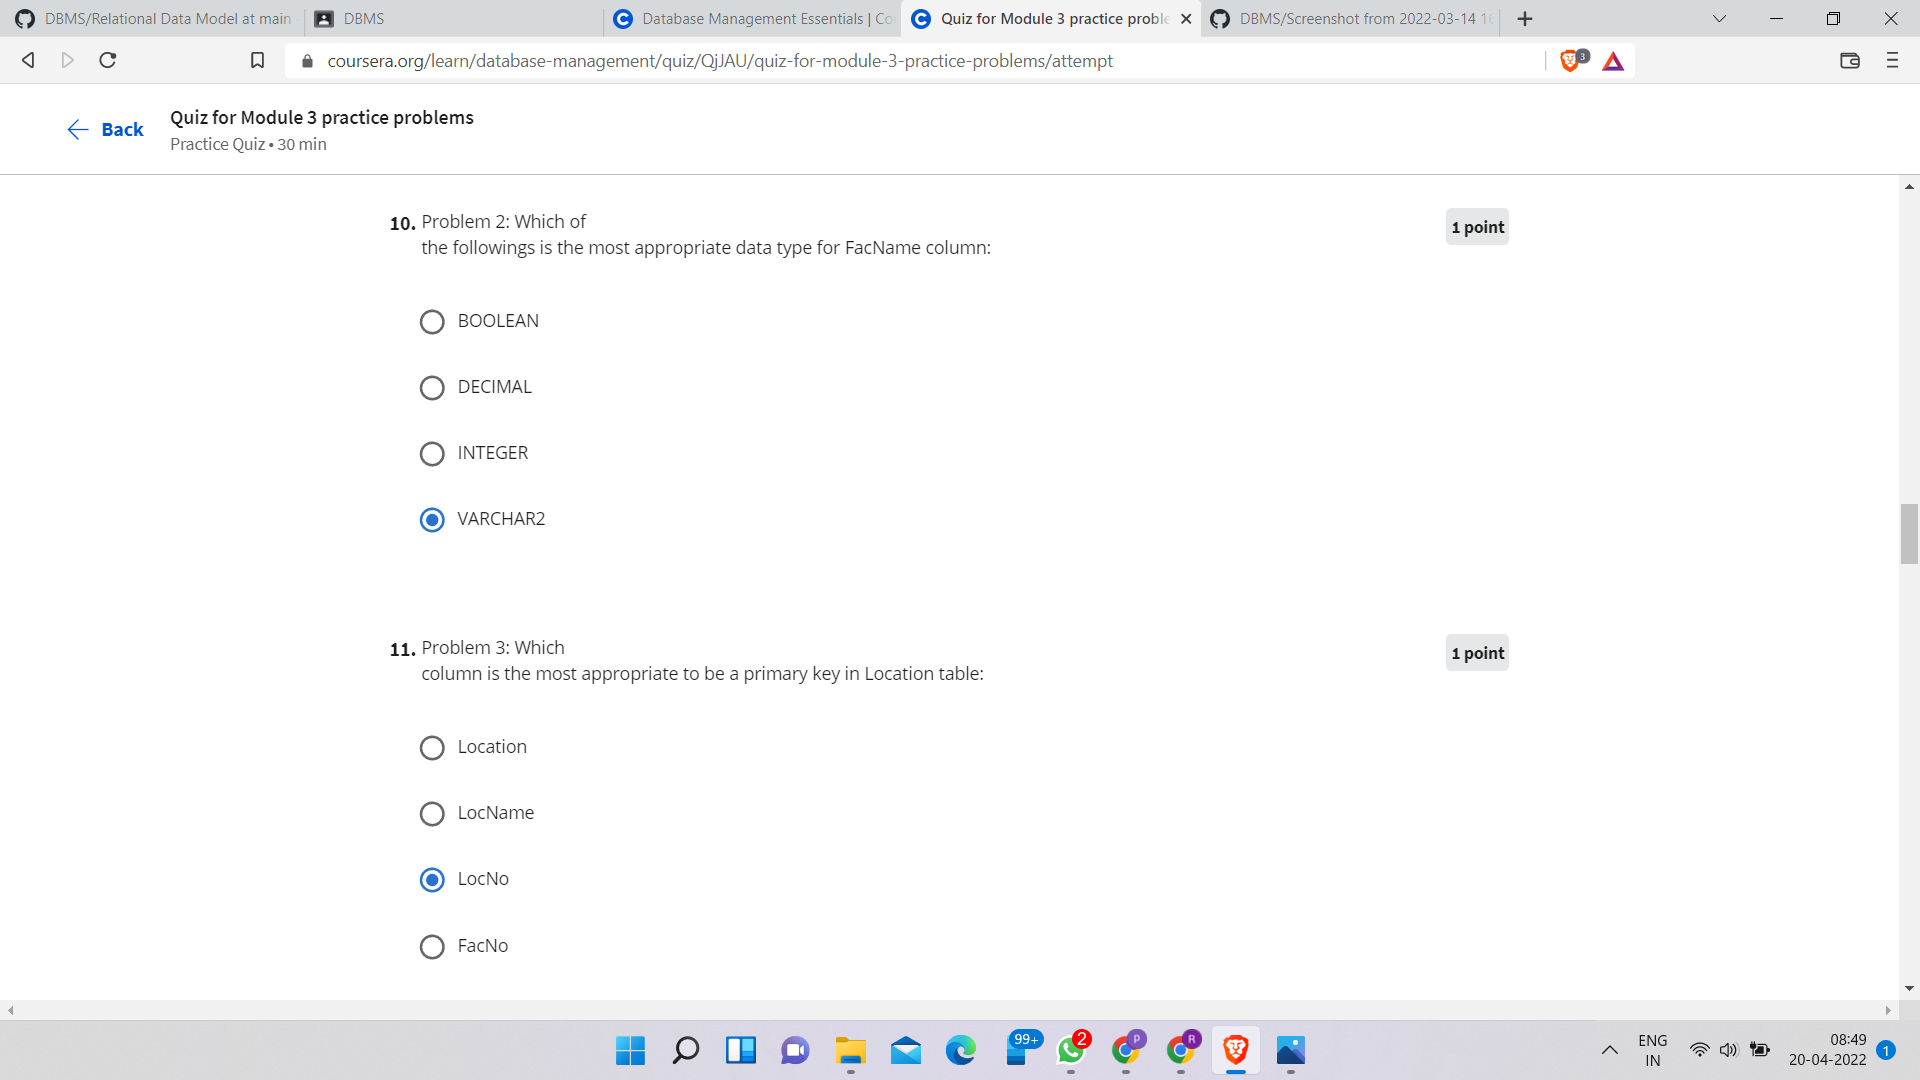 DBMS/Relational Data Model at main
DBMS
Database Management Essentials | Co
Quiz for Module 3 practice proble
DBMS/Screenshot from 2022-03-14 16
coursera.org/learn/database-management/quiz/QjJAU/quiz-for-module-3-practice-problems/attempt
3
Back
Quiz for Module 3 practice problems
Practice Quiz • 30 min
10. Problem 2: Which of
the followings is the most appropriate data type for FacName column:
1 point
BOOLEAN
DECIMAL
INTEGER
VARCHAR2
11. Problem 3: Which
column is the most appropriate to be a primary key in Location table:
1 point
Location
LocName
LocNo
FacNo
99+
2
P
R
ENG
IN
08:49
20-04-2022
1